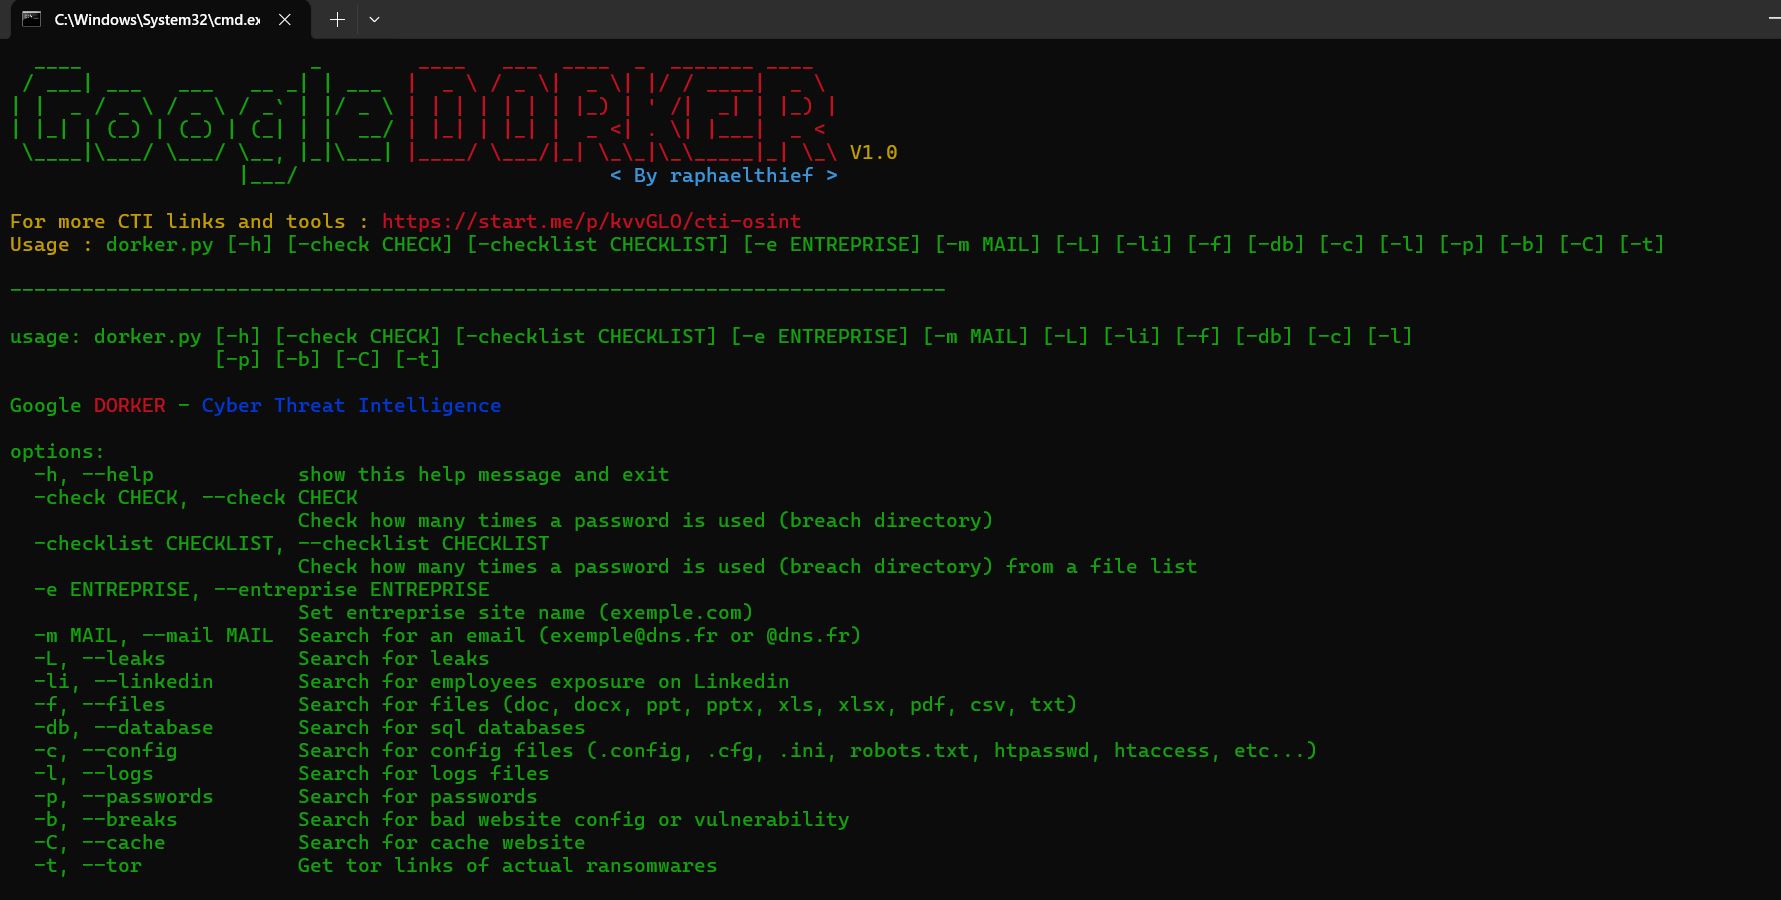 C:\Windows\System32\cmd.ex
Google DORKER V1.0
< By raphaelthief >
For more CTI links and tools : https://start.me/p/kvvGLO/cti-osint
Usage : dorker.py [-h] [-check CHECK] [-checklist CHECKLIST] [-e ENTREPRISE] [-m MAIL] [-L] [-li] [-f] [-db] [-c] [-l] [-p] [-b] [-C] [-t]
------------------------------------------------------------------------------
usage: dorker.py [-h] [-check CHECK] [-checklist CHECKLIST] [-e ENTREPRISE] [-m MAIL] [-L] [-li] [-f] [-db] [-c] [-l]
[-p] [-b] [-C] [-t]
Google DORKER - Cyber Threat Intelligence
options:
-h, --help show this help message and exit
-check CHECK, --check CHECK
Check how many times a password is used (breach directory)
-checklist CHECKLIST, --checklist CHECKLIST
Check how many times a password is used (breach directory) from a file list
-e ENTREPRISE, --entreprise ENTREPRISE
Set entreprise site name (exemple.com)
-m MAIL, --mail MAIL Search for an email (exemple@dns.fr or @dns.fr)
-L, --leaks Search for leaks
-li, --linkedin Search for employees exposure on Linkedin
-f, --files Search for files (doc, docx, ppt, pptx, xls, xlsx, pdf, csv, txt)
-db, --database Search for sql databases
-c, --config Search for config files (.config, .cfg, .ini, robots.txt, htpasswd, htaccess, etc...)
-l, --logs Search for logs files
-p, --passwords Search for passwords
-b, --breaks Search for bad website config or vulnerability
-C, --cache Search for cache website
-t, --tor Get tor links of actual ransomwares